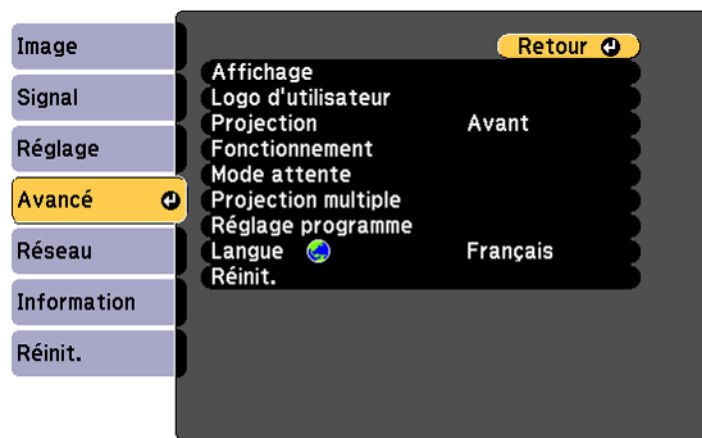 Image
Signal
Réglage
Avancé
Réseau
Information
Réinit.
Retour
Affichage
Logo d'utilisateur
Projection Avant
Fonctionnement
Mode attente
Projection multiple
Réglage programme
Langue Français
Réinit.